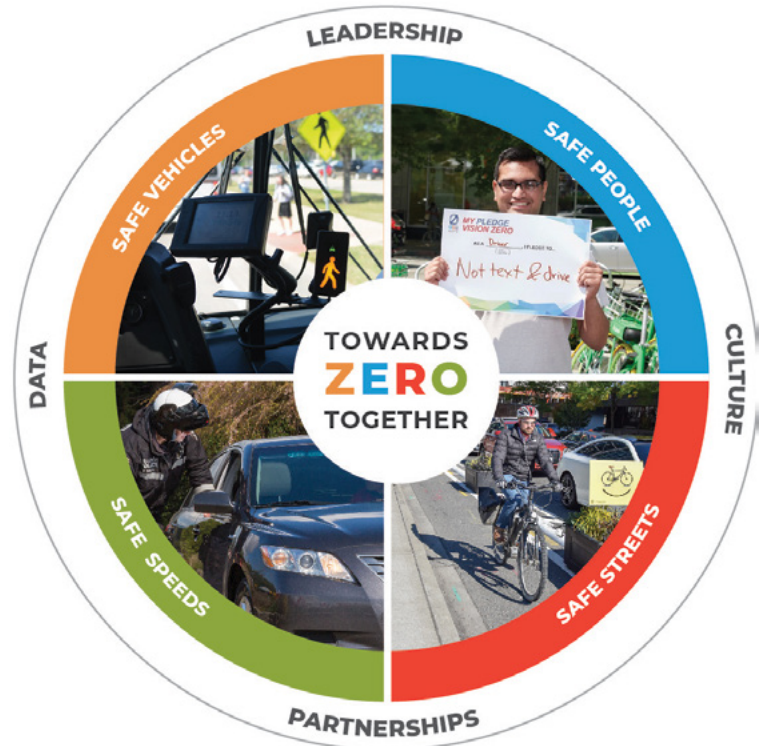 LEADERSHIP
SAFE VEHICLES
SAFE PEOPLE
MY PLEDGE
VISION ZERO
Driver
Not text & drive
DATA
TOWARDS
ZERO
TOGETHER
CULTURE
SAFE SPEEDS
SAFE STREETS
PARTNERSHIPS